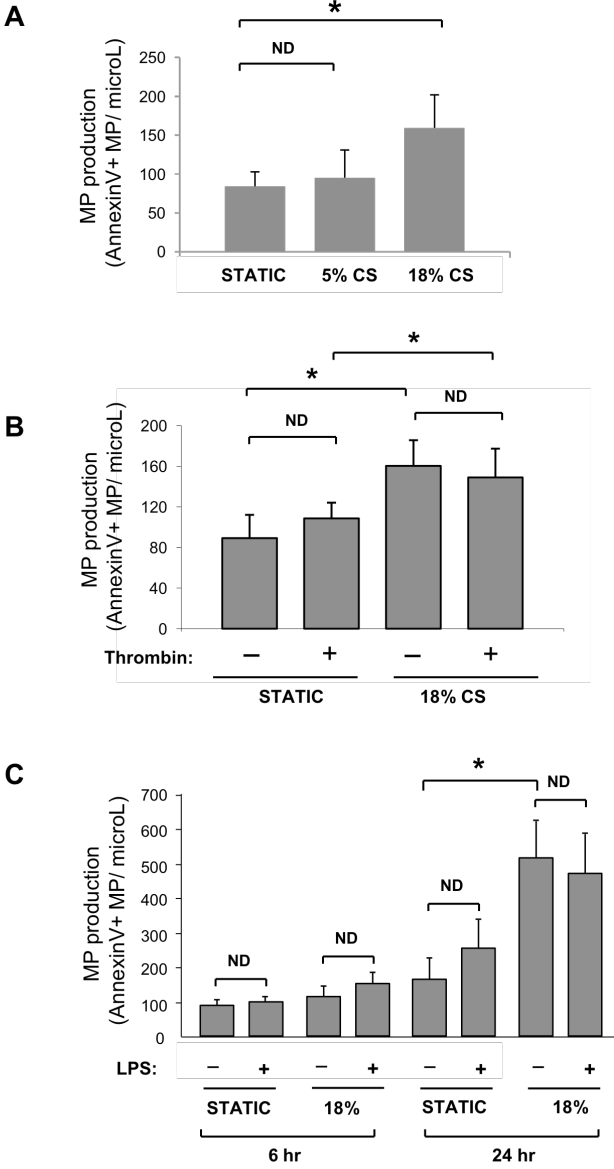 A
*
ND
MP production
(AnnexinV+ MP/ microL)
250
200
150
100
50
0
STATIC 5% CS 18% CS
*
*
ND
B
ND
MP production
(AnnexinV+ MP/ microL)
200
160
120
80
40
0
Thrombin: – + – +
STATIC 18% CS
C
*
ND
MP production
(AnnexinV+ MP/ microL)
700
600
500
400
300
200
100
0
ND
ND
ND
LPS: – + – + – + – +
STATIC 18% STATIC 18%
6 hr 24 hr